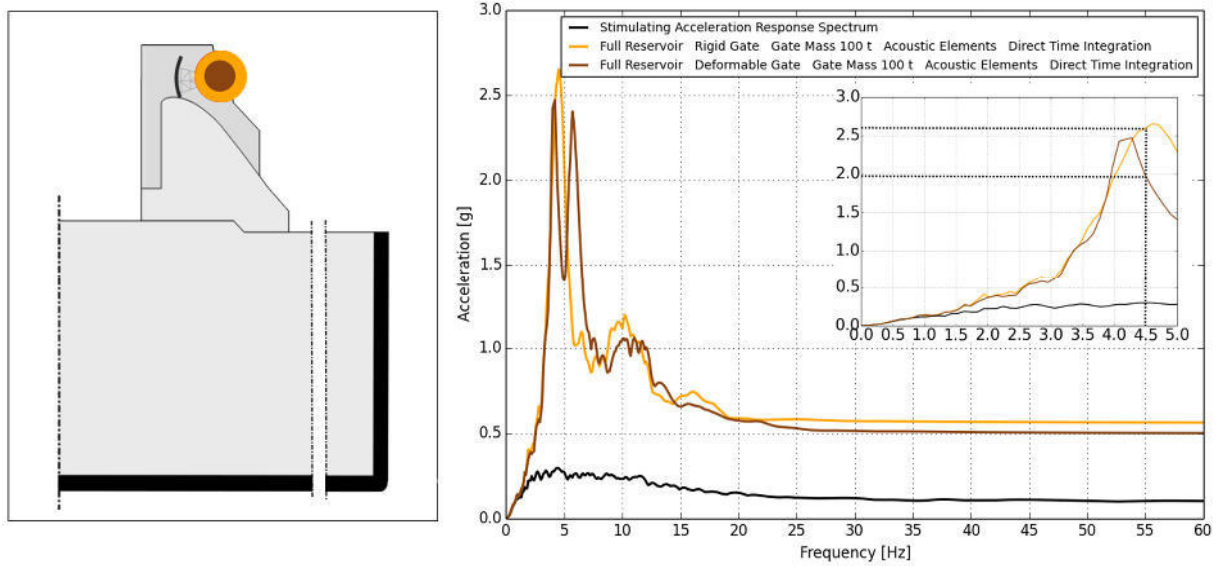 3.0
2.5
2.0
1.5
1.0
0.5
0.0
Acceleration [g]
Stimulating Acceleration Response Spectrum
Full Reservoir Rigid Gate Gate Mass 100 t Acoustic Elements Direct Time Integration
Full Reservoir Deformable Gate Gate Mass 100 t Acoustic Elements Direct Time Integration
3.0
2.5
2.0
1.5
1.0
0.5
0.0
0.0 0.5 1.0 1.5 2.0 2.5 3.0 3.5 4.0 4.5 5.0
0 5 10 15 20 25 30 35 40 45 50 55 60
Frequency [Hz]